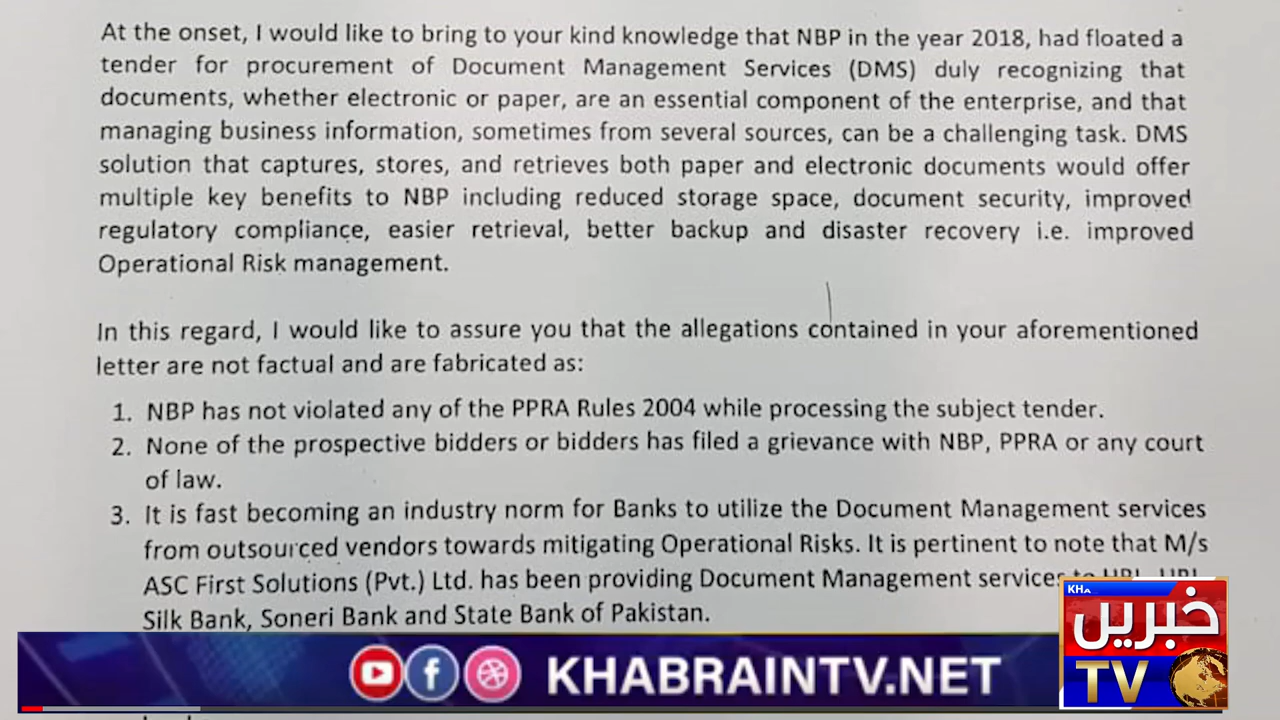 At the onset, I would like to bring to your kind knowledge that NBP in the year 2018, had floated a
tender for procurement of Document Management Services (DMS) duly recognizing that
documents, whether electronic or paper, are an essential component of the enterprise, and that
managing business information, sometimes from several sources, can be a challenging task. DMS
solution that captures, stores, and retrieves both paper and electronic documents would offer
multiple key benefits to NBP including reduced storage space, document security, improved
regulatory compliance, easier retrieval, better backup and disaster recovery i.e. improved
Operational Risk management.
In this regard, I would like to assure you that the allegations contained in your aforementioned
letter are not factual and are fabricated as:
1. NBP has not violated any of the PPRA Rules 2004 while processing the subject tender.
2. None of the prospective bidders or bidders has filed a grievance with NBP, PPRA or any court
of law.
3. It is fast becoming an industry norm for Banks to utilize the Document Management services
from outsourced vendors towards mitigating Operational Risks. It is pertinent to note that M/s
ASC First Solutions (Pvt.) Ltd. has been providing Document Management services
Silk Bank, Soneri Bank and State Bank of Pakistan.
KHABRAINTV.NET
خبریں
TV